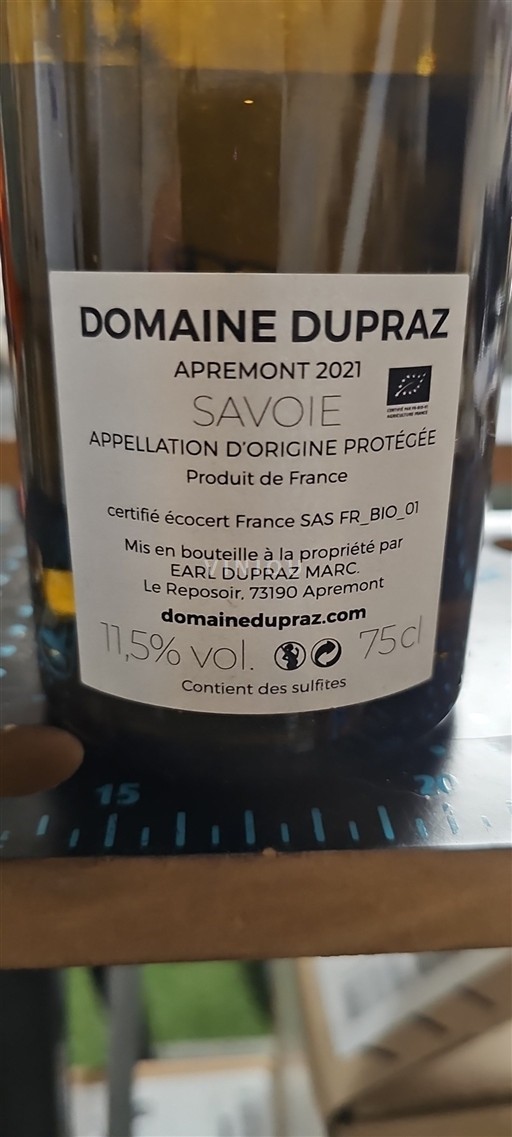 DOMAINE DUPRAZ
APREMONT 2021
SAVOIE
APPELLATION D'ORIGINE PROTÉGÉE
Produit de France
certifié écocert France SAS FR_BIO_01
Mis en bouteille à la propriété par
EARL DUPRAZ MARC.
Le Reposoir, 73190 Apremont
domainedupraz.com
11,5% vol. 75cl
Contient des sulfites
15 20